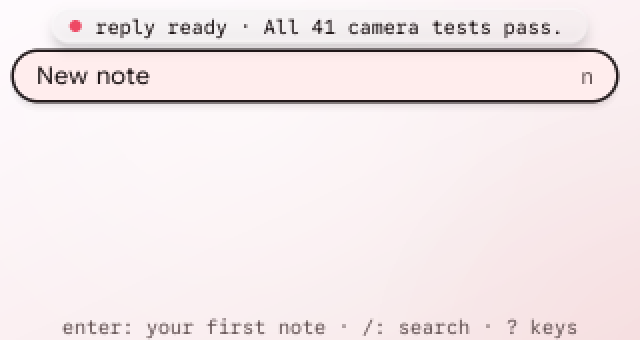 reply ready · All 41 camera tests pass.
New note n
enter: your first note · /: search · ? keys